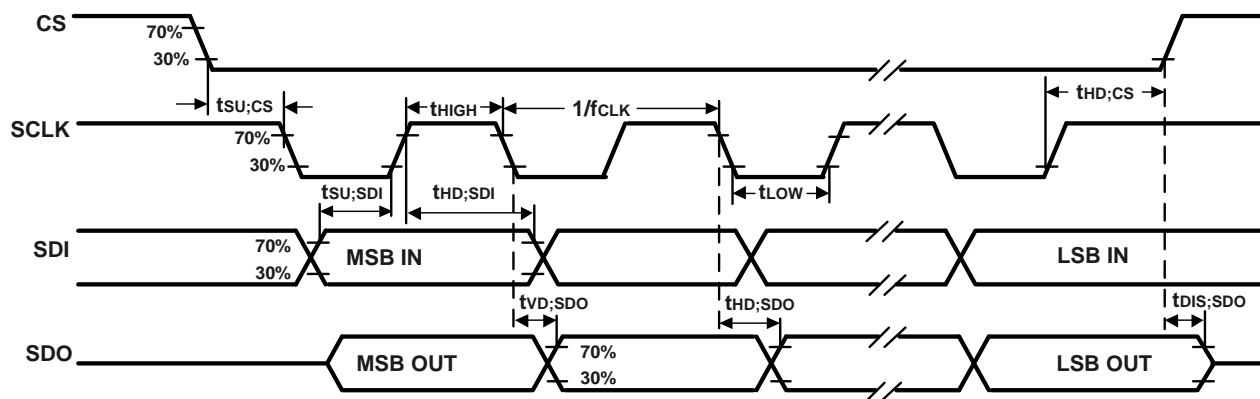 CS
70%
30%
tSU;CS
tHIGH
1/fCLK
tHD;CS
SCLK
70%
30%
tSU;SDI
tHD;SDI
tLOW
SDI
70%
30%
MSB IN
LSB IN
tVD;SDO
tHD;SDO
tDIS;SDO
SDO
MSB OUT
70%
30%
LSB OUT